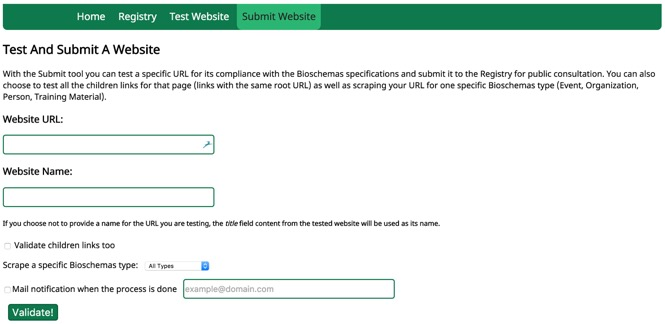 Home Registry Test Website Submit Website
Test And Submit A Website
With the Submit tool you can test a specific URL for its compliance with the Bioschemas specifications and submit it to the Registry for public consultation. You can also
choose to test all the children links for that page (links with the same root URL) as well as scraping your URL for one specific Bioschemas type (Event, Organization,
Person, Training Material).
Website URL:
Website Name:
If you choose not to provide a name for the URL you are testing, the title field content from the tested website will be used as its name.
Validate children links too
Scrape a specific Bioschemas type: All Types
Mail notification when the process is done example@domain.com
Validate!